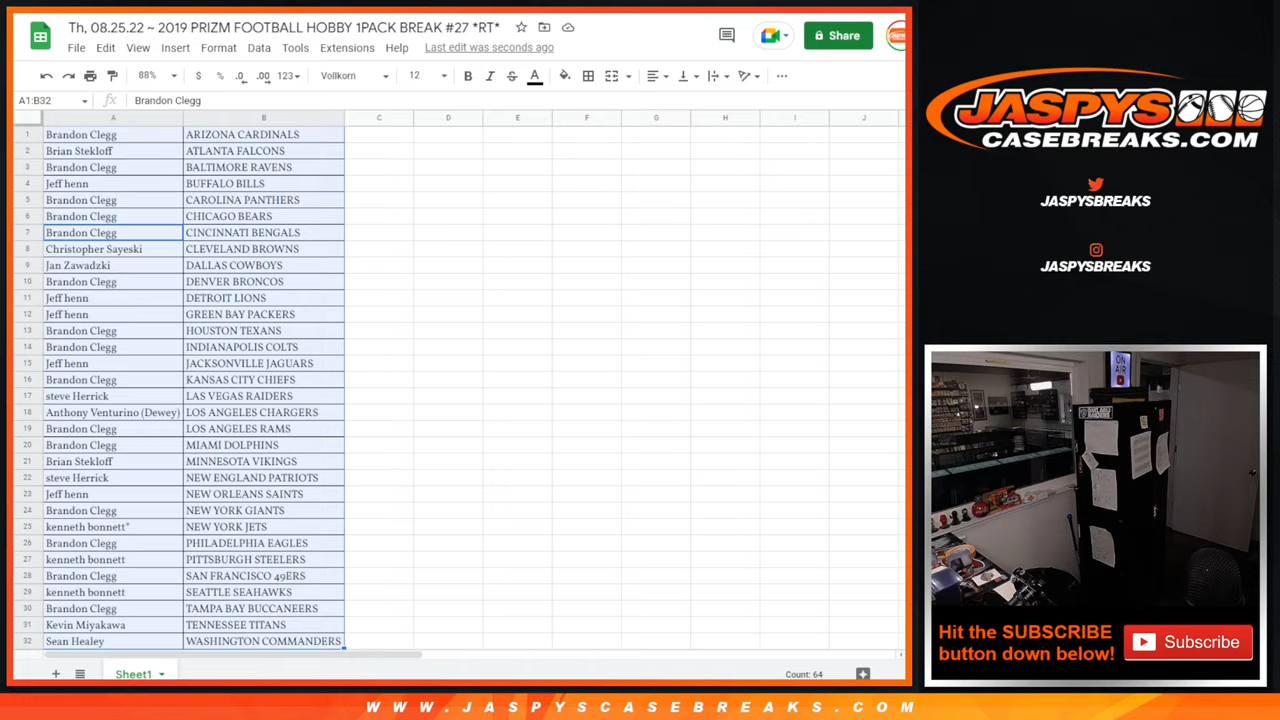 Th, 08.25.22 ~ 2019 PRIZM FOOTBALL HOBBY 1PACK BREAK #27 *RT*
File Edit View Insert Format Data Tools Extensions Help Last edit was seconds ago
Share
88% $ % .0 .00 123 Vollkorn 12 B I S A
A1:B32 fx Brandon Clegg
A B C D E F G H I J
1 Brandon Clegg ARIZONA CARDINALS
2 Brian Stekloff ATLANTA FALCONS
3 Brandon Clegg BALTIMORE RAVENS
4 Jeff henn BUFFALO BILLS
5 Brandon Clegg CAROLINA PANTHERS
6 Brandon Clegg CHICAGO BEARS
7 Brandon Clegg CINCINNATI BENGALS
8 Christopher Sayeski CLEVELAND BROWNS
9 Jan Zawadzki DALLAS COWBOYS
10 Brandon Clegg DENVER BRONCOS
11 Jeff henn DETROIT LIONS
12 Jeff henn GREEN BAY PACKERS
13 Brandon Clegg HOUSTON TEXANS
14 Brandon Clegg INDIANAPOLIS COLTS
15 Jeff henn JACKSONVILLE JAGUARS
16 Brandon Clegg KANSAS CITY CHIEFS
17 steve Herrick LAS VEGAS RAIDERS
18 Anthony Venturino (Dewey) LOS ANGELES CHARGERS
19 Brandon Clegg LOS ANGELES RAMS
20 Brandon Clegg MIAMI DOLPHINS
21 Brian Stekloff MINNESOTA VIKINGS
22 steve Herrick NEW ENGLAND PATRIOTS
23 Jeff henn NEW ORLEANS SAINTS
24 Brandon Clegg NEW YORK GIANTS
25 kenneth bonnett* NEW YORK JETS
26 Brandon Clegg PHILADELPHIA EAGLES
27 kenneth bonnett PITTSBURGH STEELERS
28 Brandon Clegg SAN FRANCISCO 49ERS
29 kenneth bonnett SEATTLE SEAHAWKS
30 Brandon Clegg TAMPA BAY BUCCANEERS
31 Kevin Miyakawa TENNESSEE TITANS
32 Sean Healey WASHINGTON COMMANDERS
Sheet1 Count: 64
JASPYS
CASEBREAKS.COM
JASPYSBREAKS
JASPYSBREAKS
ON
AIR
Hit the SUBSCRIBE
button down below!
Subscribe
WWW.JASPYSCASEBREAKS.COM